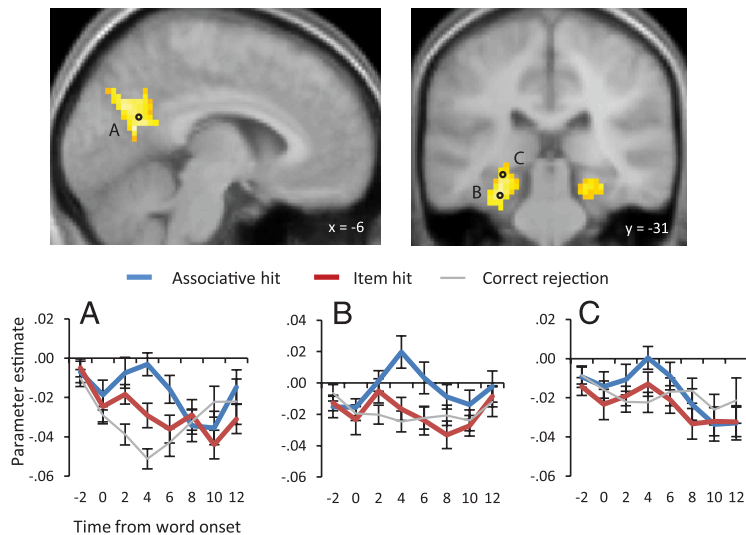 A
x = -6
C
B
y = -31
Associative hit Item hit Correct rejection
A B C
Parameter estimate
.02 .00 -.02 -.04 -.06
-2 0 2 4 6 8 10 12
.04 .02 .00 -.02 -.04 -.06
-2 0 2 4 6 8 10 12
.02 .00 -.02 -.04 -.06
-2 0 2 4 6 8 10 12
Time from word onset